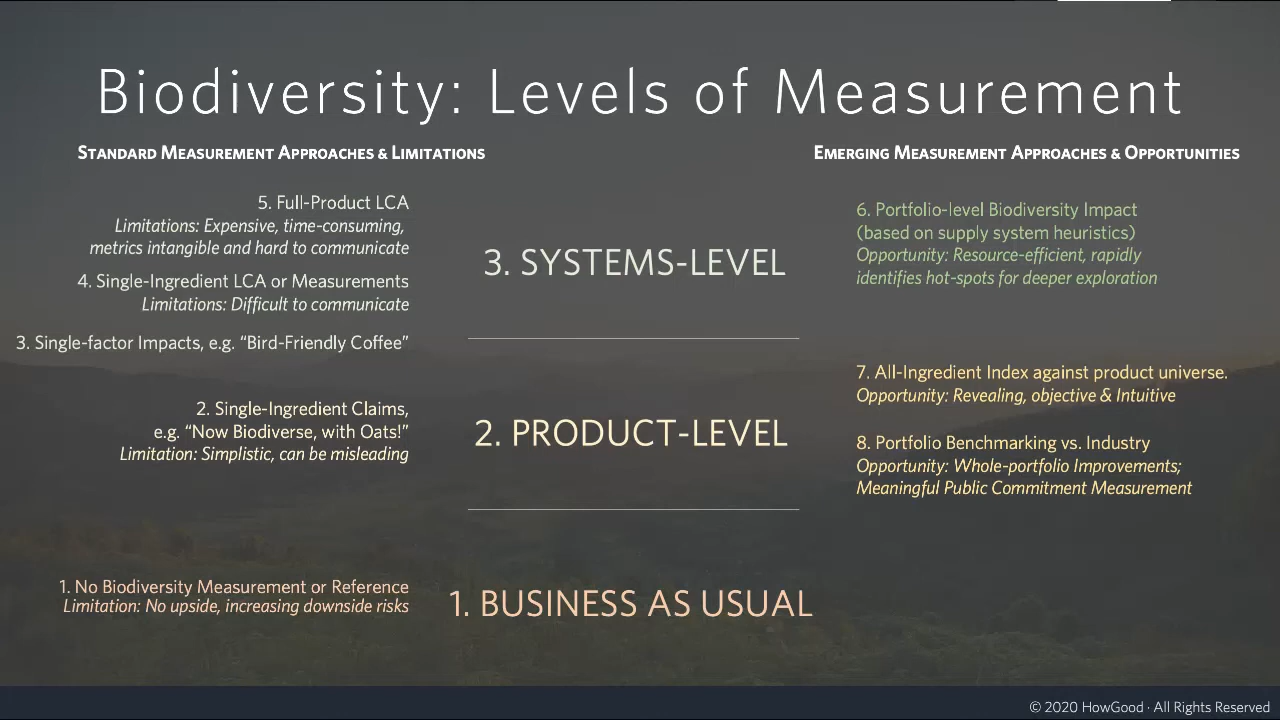 Biodiversity: Levels of Measurement
Standard Measurement Approaches & Limitations
5. Full-Product LCA
Limitations: Expensive, time-consuming,
metrics intangible and hard to communicate
4. Single-Ingredient LCA or Measurements
Limitations: Difficult to communicate
3. Single-factor Impacts, e.g. “Bird-Friendly Coffee”
2. Single-Ingredient Claims,
e.g. “Now Biodiverse, with Oats!”
Limitation: Simplistic, can be misleading
1. No Biodiversity Measurement or Reference
Limitation: No upside, increasing downside risks
3. SYSTEMS-LEVEL
2. PRODUCT-LEVEL
1. BUSINESS AS USUAL
Emerging Measurement Approaches & Opportunities
6. Portfolio-level Biodiversity Impact
(based on supply system heuristics)
Opportunity: Resource-efficient, rapidly
identifies hot-spots for deeper exploration
7. All-Ingredient Index against product universe.
Opportunity: Revealing, objective & Intuitive
8. Portfolio Benchmarking vs. Industry
Opportunity: Whole-portfolio Improvements;
Meaningful Public Commitment Measurement
© 2020 HowGood · All Rights Reserved